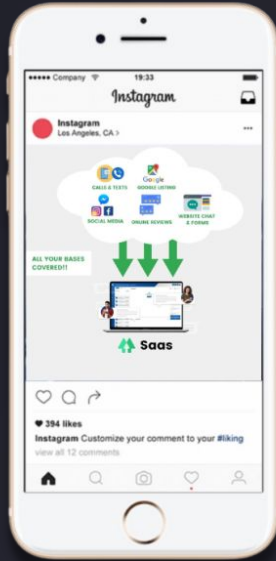 Company 19:33
Instagram
Instagram
Los Angeles, CA >
CALLS & TEXTS
Google
GOOGLE LISTING
SOCIAL MEDIA
ONLINE REVIEWS
WEBSITE CHAT
& FORMS
ALL YOUR BASES
COVERED!!
Saas
394 likes
Instagram Customize your comment to your #liking
view all 12 comments